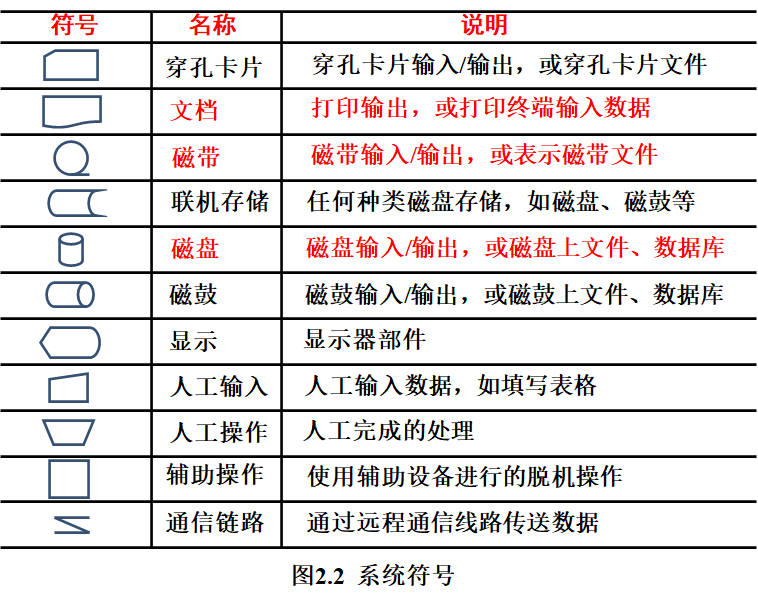 符号 名称 说明
穿孔卡片 穿孔卡片输入/输出，或穿孔卡片文件
文档 打印输出，或打印终端输入数据
磁带 磁带输入/输出，或表示磁带文件
联机存储 任何种类磁盘存储，如磁盘、磁鼓等
磁盘 磁盘输入/输出，或磁盘上文件、数据库
磁鼓 磁鼓输入/输出，或磁鼓上文件、数据库
显示 显示器部件
人工输入 人工输入数据，如填写表格
人工操作 人工完成的处理
辅助操作 使用辅助设备进行的脱机操作
通信链路 通过远程通信线路传送数据
图2.2 系统符号